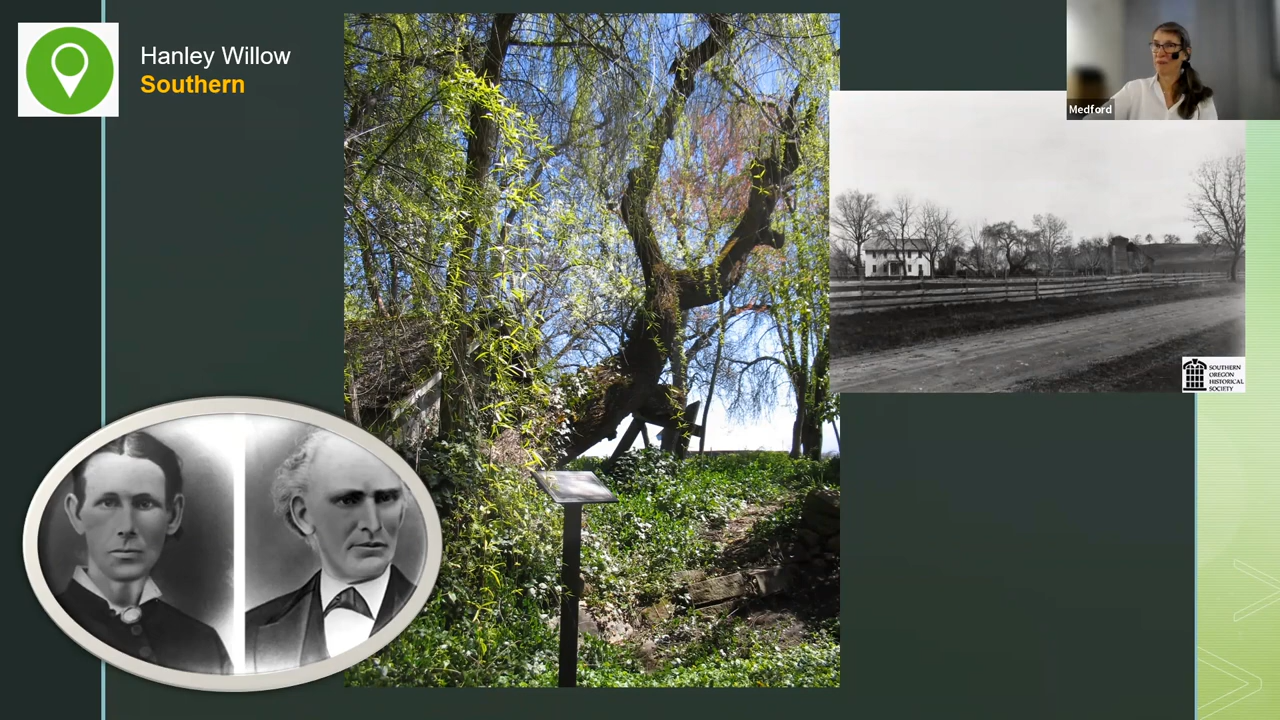 Hanley Willow
Southern
Medford
SOUTHERN
OREGON
HISTORICAL
SOCIETY